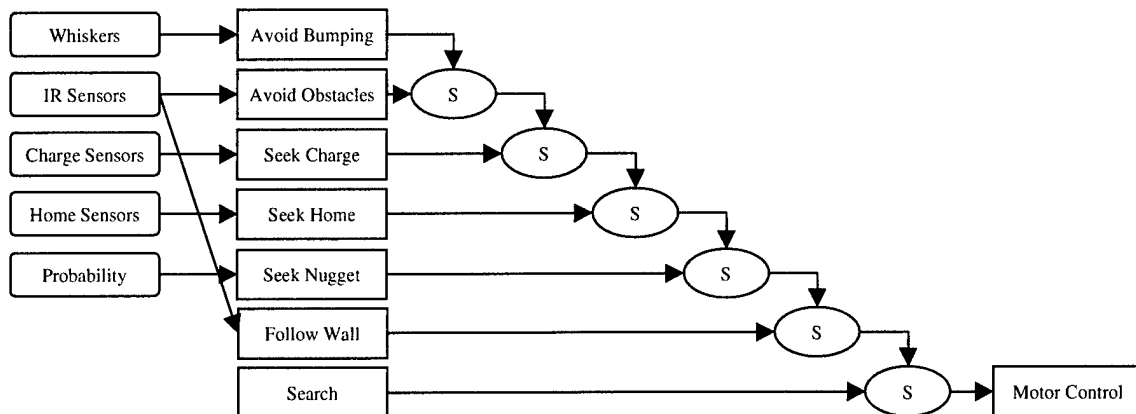 Whiskers
Avoid Bumping
IR Sensors
Avoid Obstacles
S
Charge Sensors
Seek Charge
S
Home Sensors
Seek Home
S
Probability
Seek Nugget
S
Follow Wall
S
Search
S
Motor Control